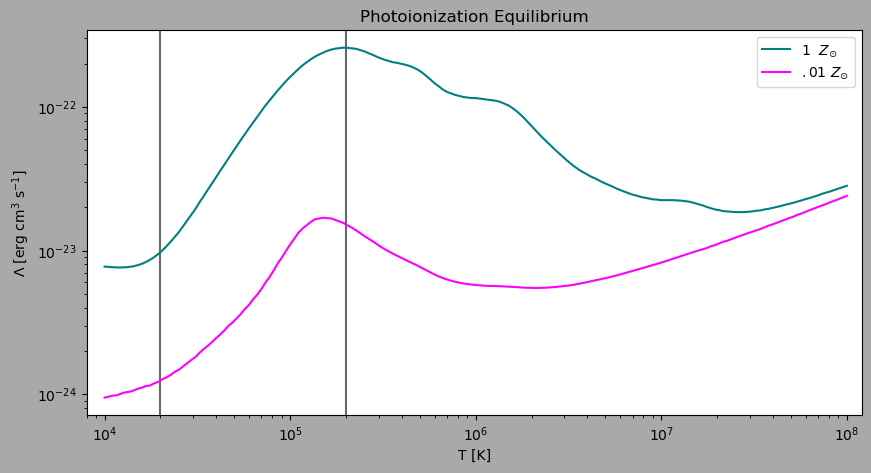 Photoionization Equilibrium
1 Z⊙
.01 Z⊙
10⁻²²
10⁻²³
10⁻²⁴
Λ [erg cm³ s⁻¹]
10⁴ 10⁵ 10⁶ 10⁷ 10⁸
T [K]